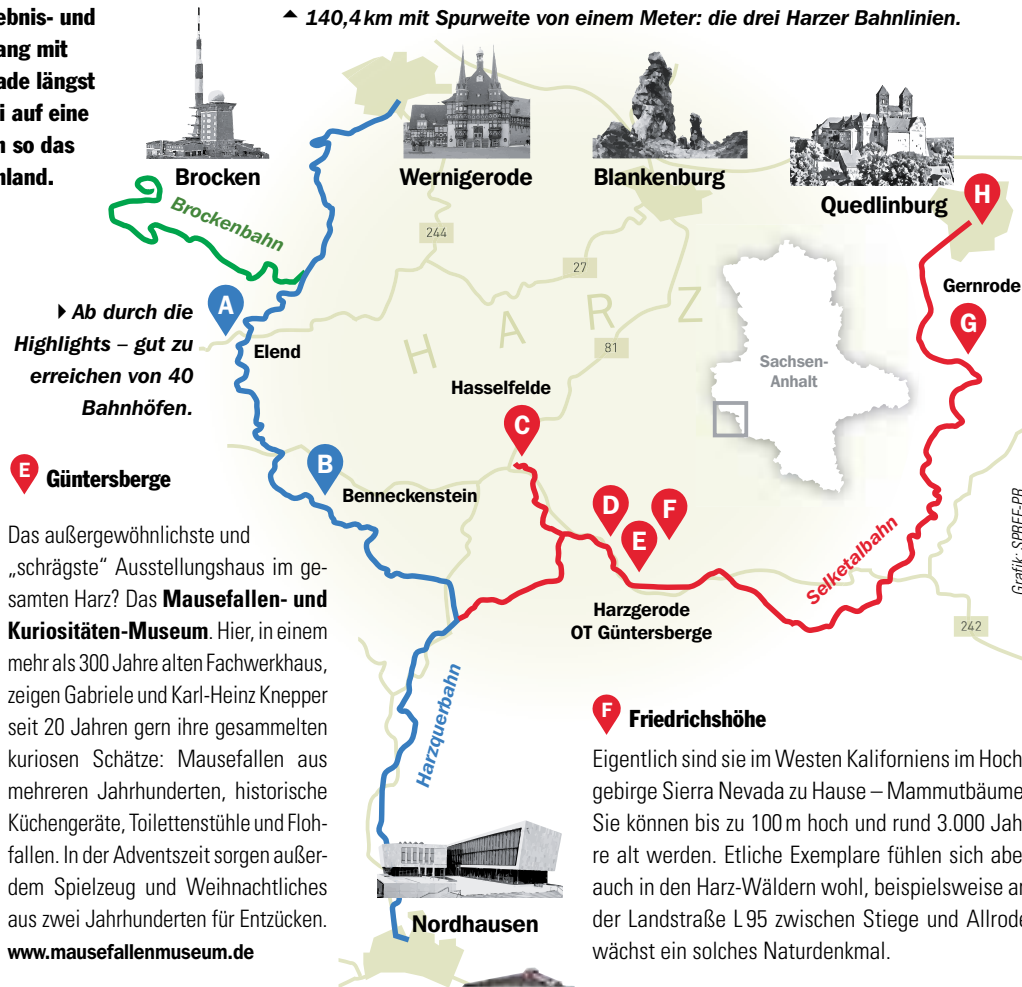 ebnis- und
ang mit
ade längst
i auf eine
n so das
nland.
140,4 km mit Spurweite von einem Meter: die drei Harzer Bahnlinien.
Brocken
Wernigerode
Blankenburg
Quedlinburg
H
Brockenbahn
244
27
Gernrode
A
▶ Ab durch die
Highlights – gut zu
erreichen von 40
Bahnhöfen.
Elend
HARZ
81
G
Sachsen-
Anhalt
Hasselfelde
C
B
Benneckenstein
D
E
F
Selketalbahn
Harzgerode
OT Güntersberge
242
Grafik: SPREE-PR
Harzquerbahn
Nordhausen
E Güntersberge
Das außergewöhnlichste und
„schrägste“ Ausstellungshaus im ge-
samten Harz? Das Mausefallen- und
Kuriositäten-Museum. Hier, in einem
mehr als 300 Jahre alten Fachwerkhaus,
zeigen Gabriele und Karl-Heinz Knepper
seit 20 Jahren gern ihre gesammelten
kuriosen Schätze: Mausefallen aus
mehreren Jahrhunderten, historische
Küchengeräte, Toilettenstühle und Floh-
fallen. In der Adventszeit sorgen außer-
dem Spielzeug und Weihnachtliches
aus zwei Jahrhunderten für Entzücken.
www.mausefallenmuseum.de
F Friedrichshöhe
Eigentlich sind sie im Westen Kaliforniens im Hoch
gebirge Sierra Nevada zu Hause – Mammutbäume
Sie können bis zu 100 m hoch und rund 3.000 Jah
re alt werden. Etliche Exemplare fühlen sich abe
auch in den Harz-Wäldern wohl, beispielsweise an
der Landstraße L 95 zwischen Stiege und Allrode
wächst ein solches Naturdenkmal.